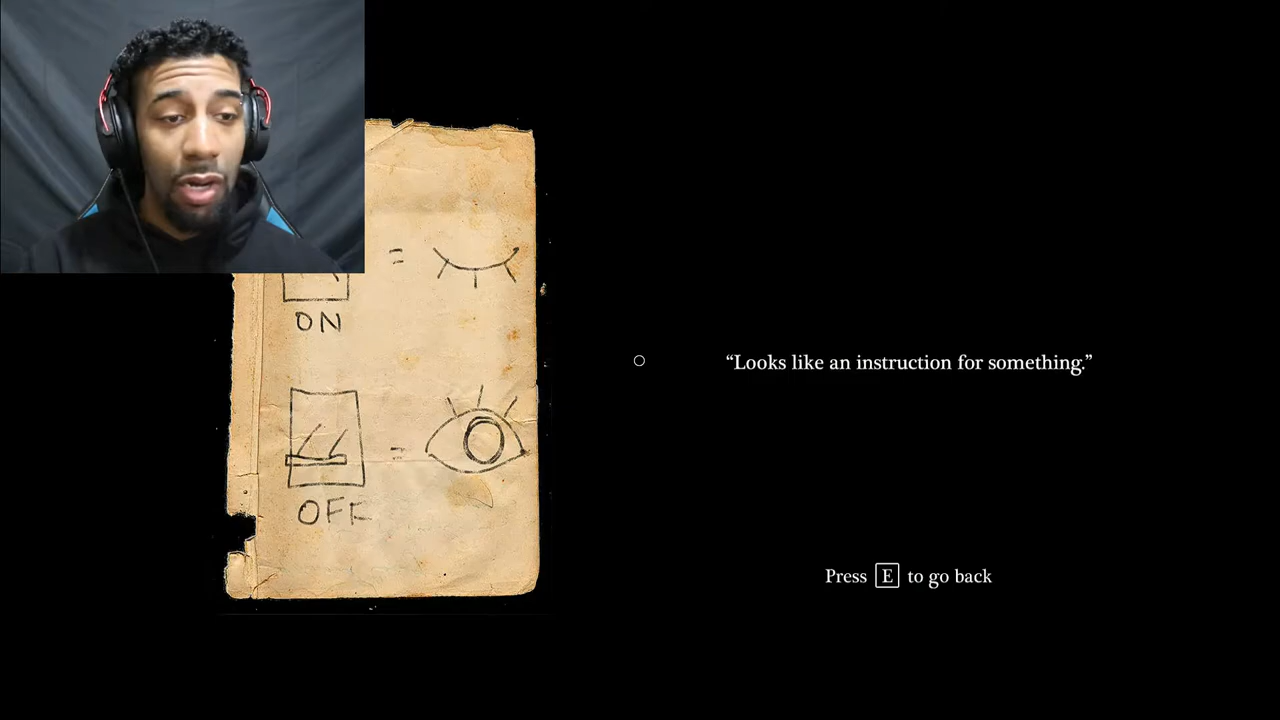 =
ON
“Looks like an instruction for something.”
=
OFF
Press E to go back